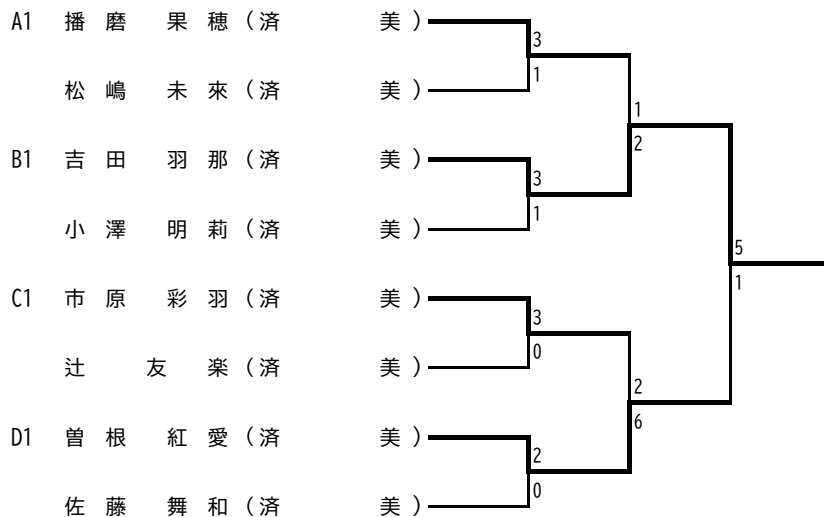 A1 播磨 果穂(済 美)
3
1
松嶋 未來(済 美)
1
2
B1 吉田 羽那(済 美)
3
1
小澤 明莉(済 美)
5
1
C1 市原 彩羽(済 美)
3
0
辻 友楽(済 美)
2
6
D1 曽根 紅愛(済 美)
2
0
佐藤 舞和(済 美)